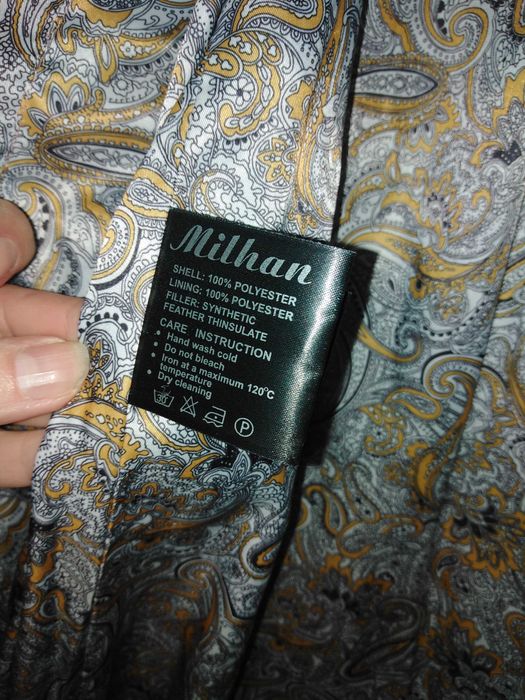 Milhan
SHELL: 100% POLYESTER
LINING: 100% POLYESTER
FILLER: SYNTHETIC
FEATHER THINSULATE
CARE INSTRUCTION
• Hand wash cold
• Do not bleach
• Iron at a maximum 120°C
temperature
• Dry cleaning
30 P